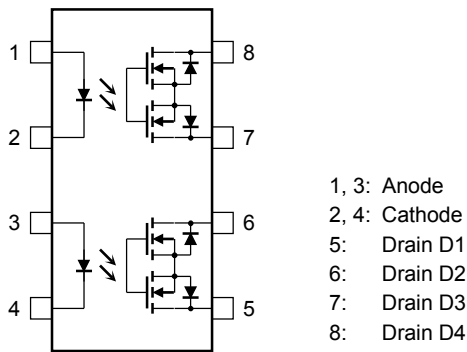 1
8
2
7
3
6
4
5
1, 3: Anode
2, 4: Cathode
5: Drain D1
6: Drain D2
7: Drain D3
8: Drain D4